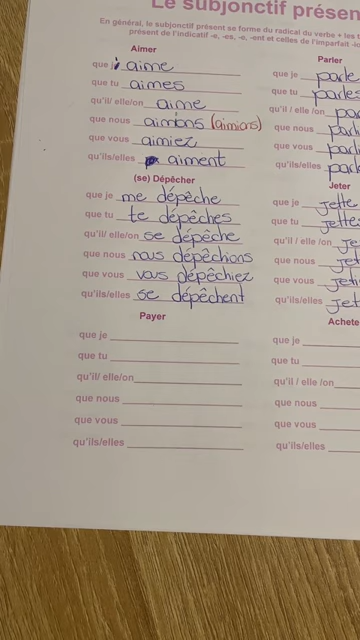 Le subjonctif présen
En général, le subjonctif présent se forme du radical du verbe + les t
présent de l'indicatif -e, -es, -e, -ent et celles de l'imparfait -io
Aimer
que j' aime
que tu aimes
qu'il/ elle/on aime
que nous aimions (aimions)
que vous aimiez
qu'ils/elles aiment
(se) Dépêcher
que je me dépêche
que tu te dépêches
qu'il/ elle/on se dépêche
que nous nous dépêchions
que vous vous dépêchiez
qu'ils/elles se dépêchent
Payer
que je
que tu
qu'il/ elle/on
que nous
que vous
qu'ils/elles
Parler
que je parle
que tu parles
qu'il / elle /on par
que nous parl
que vous parl
qu'ils/elles parl
Jeter
que je Jette
que tu jette
qu'il / elle /on je
que nous jet
que vous jeti
qu'ils/elles jet
Achete
que je
que tu
qu'il / elle /on
que nous
que vous
qu'ils/elles